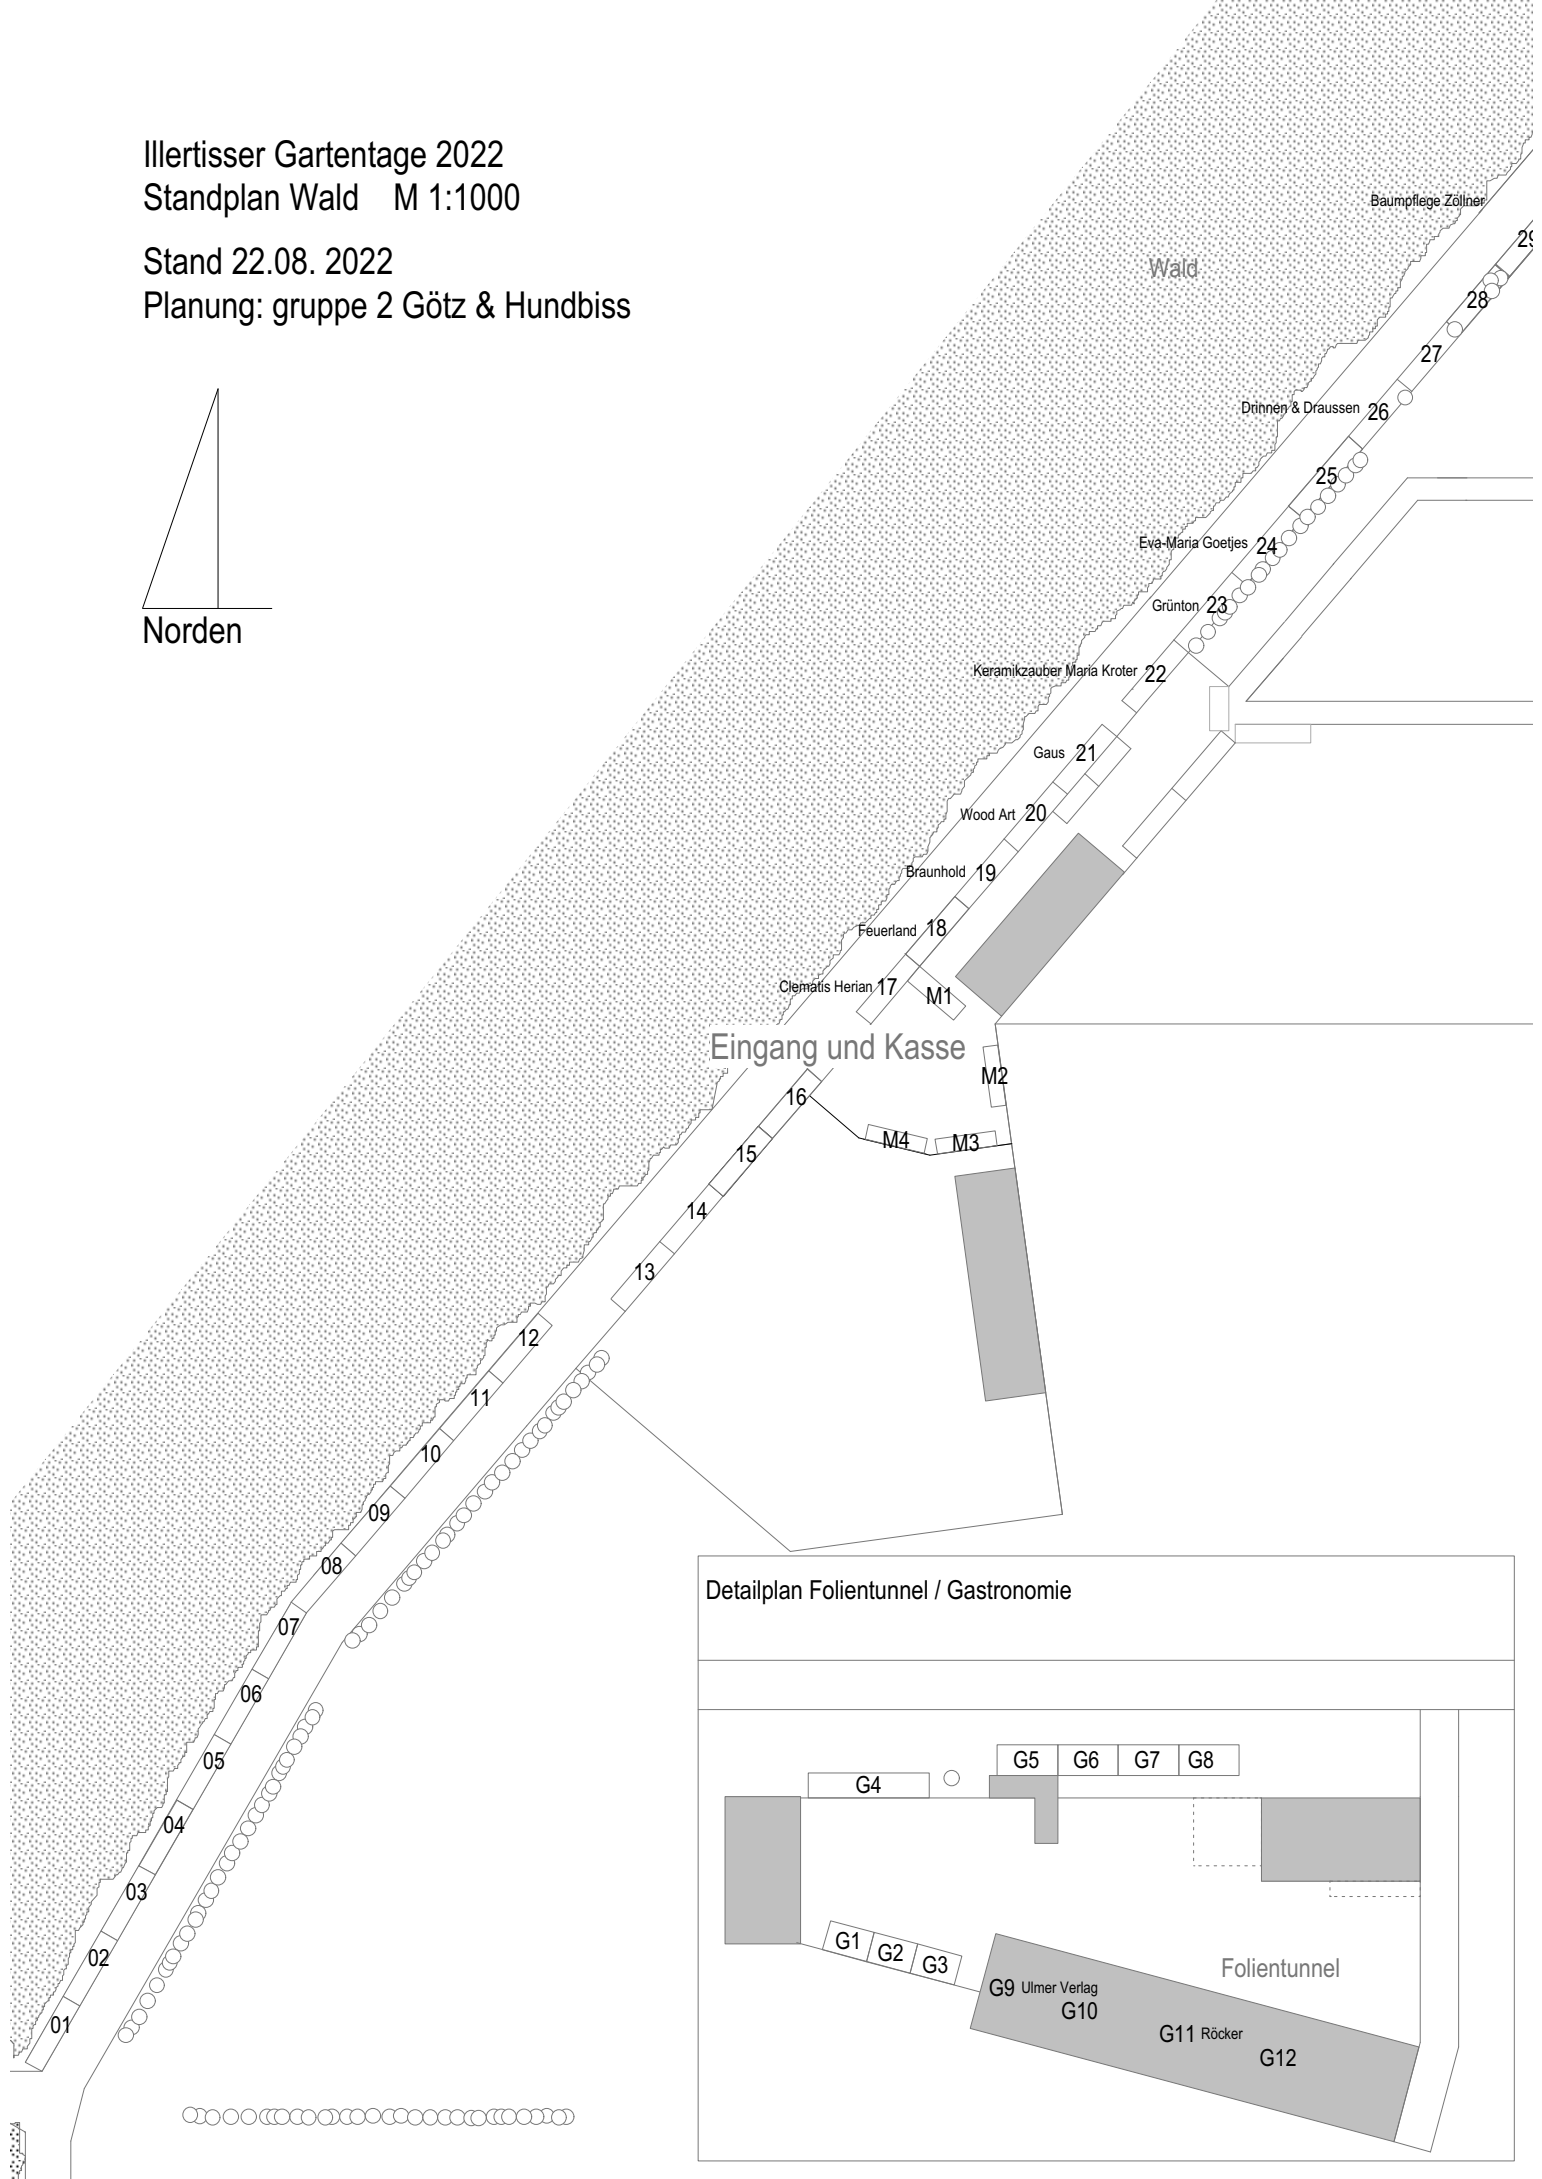 Illertisser Gartentage 2022
Standplan Wald M 1:1000
Stand 22.08. 2022
Planung: gruppe 2 Götz & Hundbiss
Norden
Wald
Baumpflege Zöllner
29
28
27
Drinnen & Draussen 26
25
Eva-Maria Goetjes 24
Grünton 23
Keramikzauber Maria Kroter 22
Gaus 21
Wood Art 20
Braunhold 19
Feuerland 18
Clematis Herian 17
M1
Eingang und Kasse
M2
16
M4
M3
15
14
13
12
11
10
09
08
07
06
05
04
03
02
01
Detailplan Folientunnel / Gastronomie
G5 G6 G7 G8
G4
G1 G2 G3
Folientunnel
G9 Ulmer Verlag
G10
G11 Röcker
G12